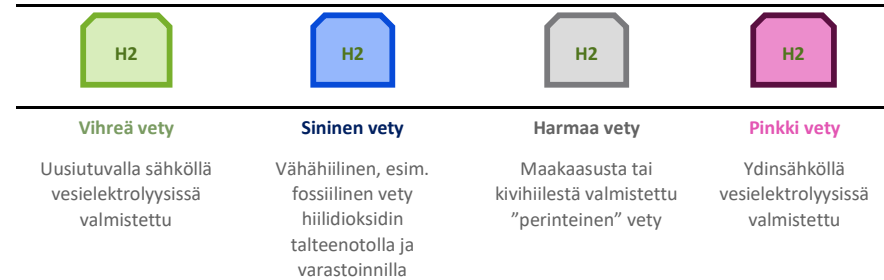 H2
H2
H2
H2
Vihreä vety
Uusiutuvalla sähköllä
vesielektrolyysissä
valmistettu
Sininen vety
Vähähiilinen, esim.
fossiilinen vety
hiilidioksidin
talteenotolla ja
varastoinnilla
Harmaa vety
Maakaasusta tai
kivihiilestä valmistettu
”perinteinen” vety
Pinkki vety
Ydinsähköllä
vesielektrolyysissä
valmistettu